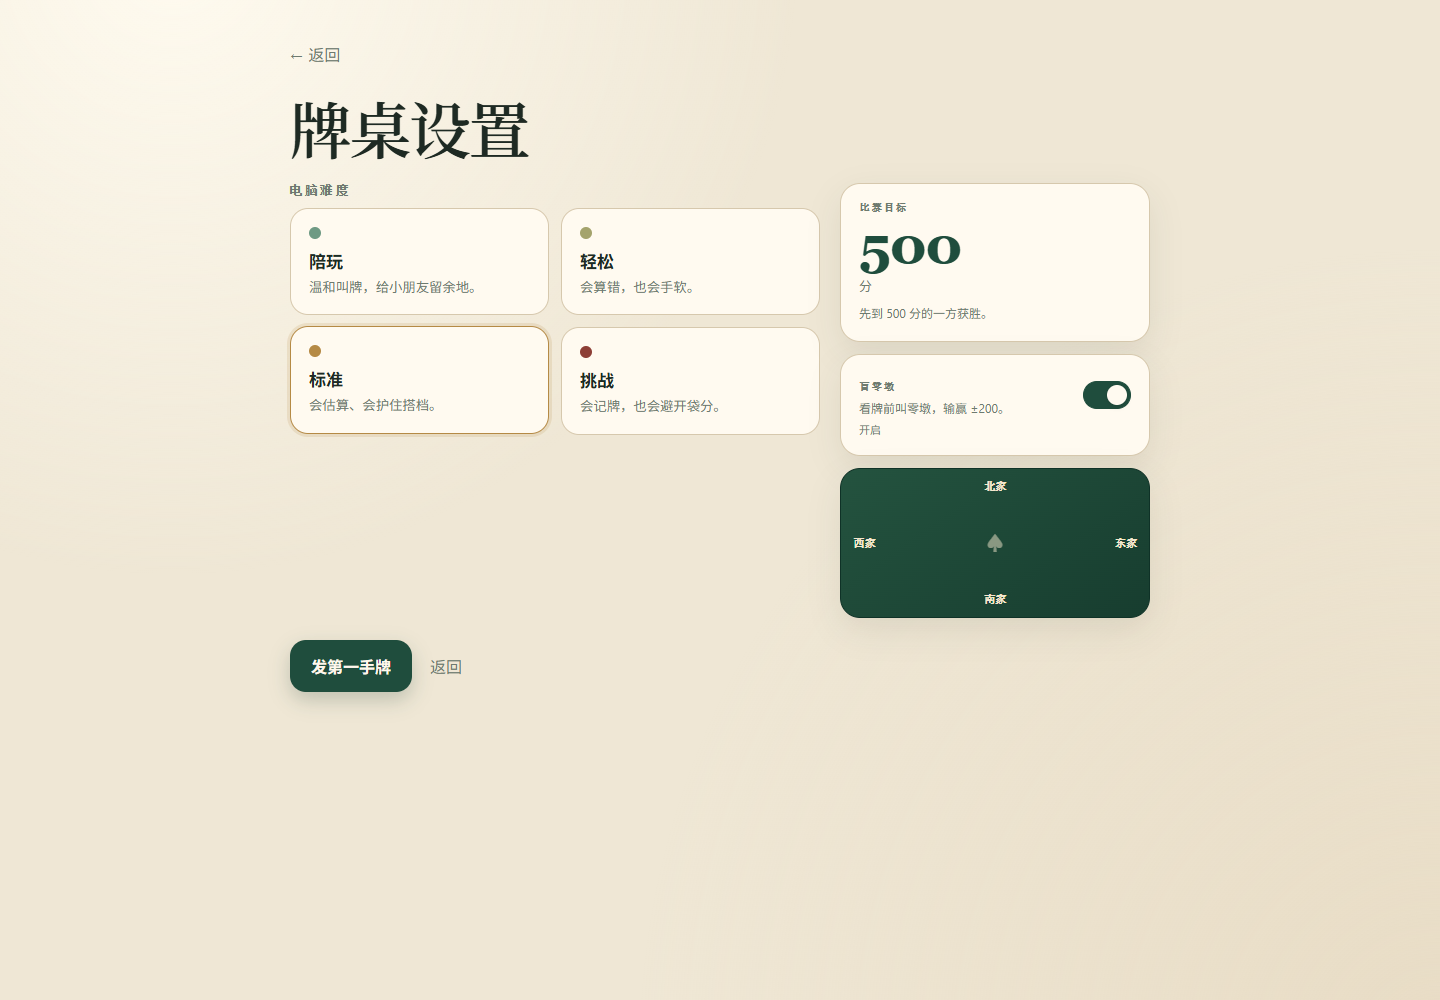 ← 返回
牌桌设置
电脑难度
陪玩
温和叫牌，给小朋友留余地。
轻松
会算错，也会手软。
标准
会估算、会护住搭档。
挑战
会记牌，也会避开袋分。
比赛目标
500
分
先到 500 分的一方获胜。
盲零墩
看牌前叫零墩，输赢 ±200。
开启
北家
西家
东家
南家
发第一手牌
返回